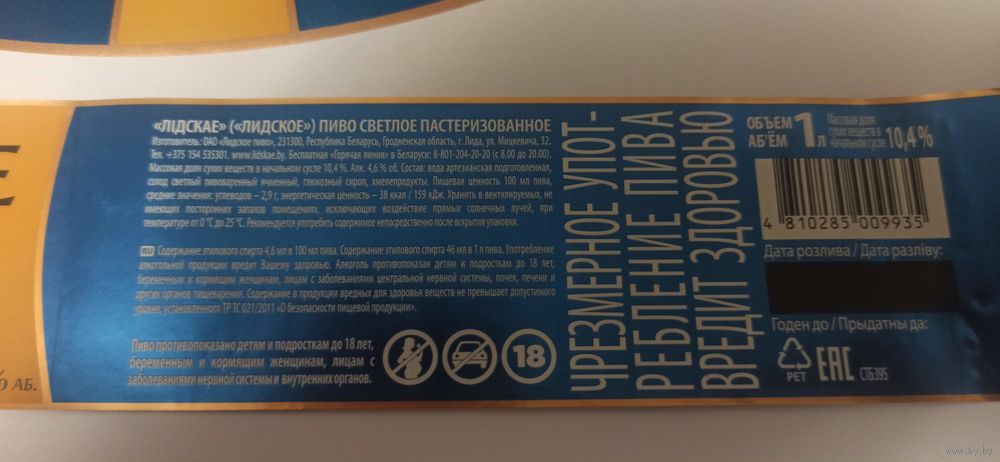 «ЛІДСКАЕ» («ЛИДСКОЕ») ПИВО СВЕТЛОЕ ПАСТЕРИЗОВАННОЕ
Изготовитель: ОАО «Лидское пиво», 231300, Республика Беларусь, Гродненская область, г. Лида, ул. Мицкевича, 32.
Тел. +375 154 535301. www.lidskae.by. Бесплатная «Горячая линия» в Беларуси: 8-801-204-20-20 (с 8.00 до 20.00).
Массовая доля сухих веществ в начальном сусле 10,4 %. Алк. 4,6 % об. Состав: вода артезианская подготовленная,
солод светлый пивоваренный ячменный, глюкозный сироп, хмелепродукты. Пищевая ценность 100 мл пива,
средние значения: углеводов – 2,9 г, энергетическая ценность – 38 ккал / 159 кДж. Хранить в вентилируемых, не
имеющих посторонних запахов помещениях, исключающих воздействие прямых солнечных лучей, при
температуре от 0 °С до 25 °С. Рекомендуется употребить содержимое непосредственно после вскрытия упаковки.
RU Содержание этилового спирта 4,6 мл в 100 мл пива. Содержание этилового спирта 46 мл в 1 л пива. Употребление
алкогольной продукции вредит Вашему здоровью. Алкоголь противопоказан детям и подросткам до 18 лет,
беременным и кормящим женщинам, лицам с заболеваниями центральной нервной системы, почек, печени и
других органов пищеварения. Содержание в продукции вредных для здоровья веществ не превышает допустимого
уровня, установленного ТР ТС 021/2011 «О безопасности пищевой продукции».
Пиво противопоказано детям и подросткам до 18 лет,
беременным и кормящим женщинам, лицам с
заболеваниями нервной системы и внутренних органов.
18
ЧРЕЗМЕРНОЕ УПОТ-
РЕБЛЕНИЕ ПИВА
ВРЕДИТ ЗДОРОВЬЮ
ОБЪЕМ
АБ'ЁМ
1 л
Массовая доля
сухих веществ в
начальном сусле
10,4 %
4 810285 009935
Дата розлива / Дата разліву:
Годен до / Прыдатны да:
PET
EAC
СТБ 395
Е
% АБ.
www.ay.by